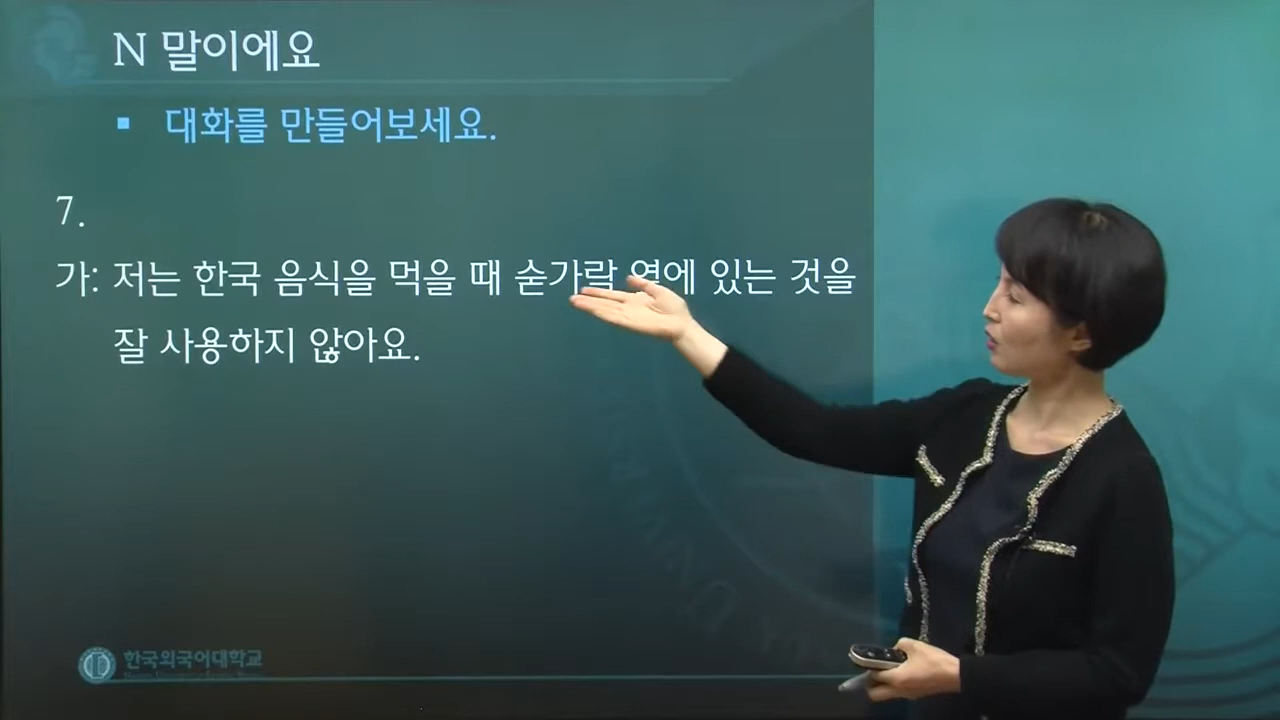 N 말이에요
▪ 대화를 만들어보세요.
7.
가: 저는 한국 음식을 먹을 때 숟가락 옆에 있는 것을
잘 사용하지 않아요.
한국외국어대학교